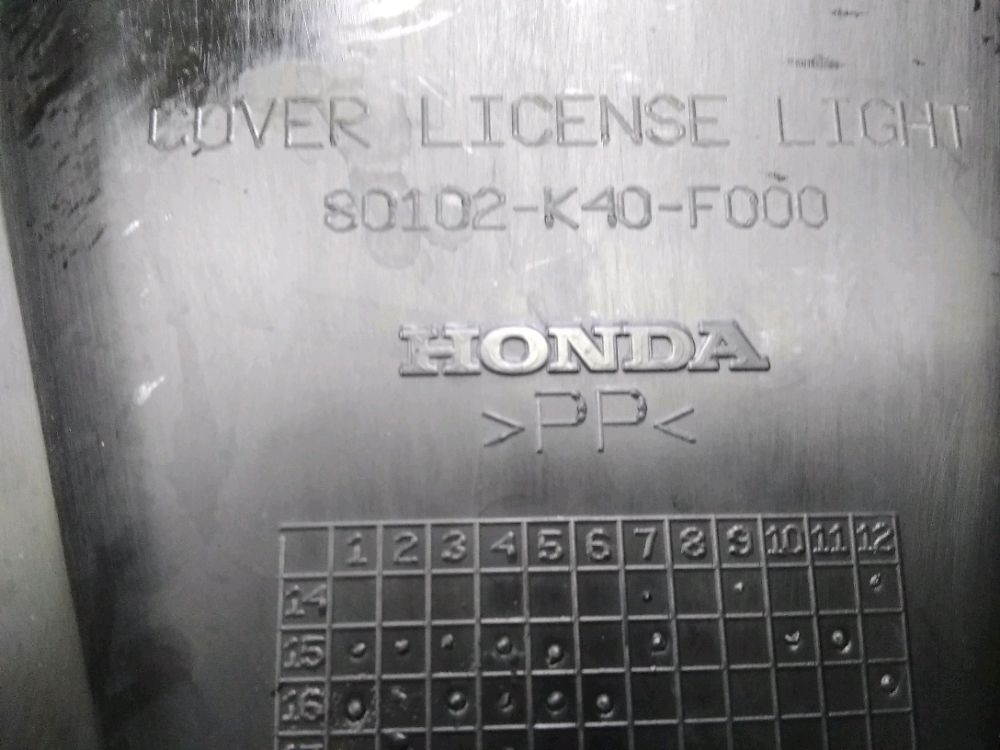 COVER LICENSE LIGHT
80102-K40-F000
HONDA
>PP<
1 2 3 4 5 6 7 8 9 10 11 12
14
15
16